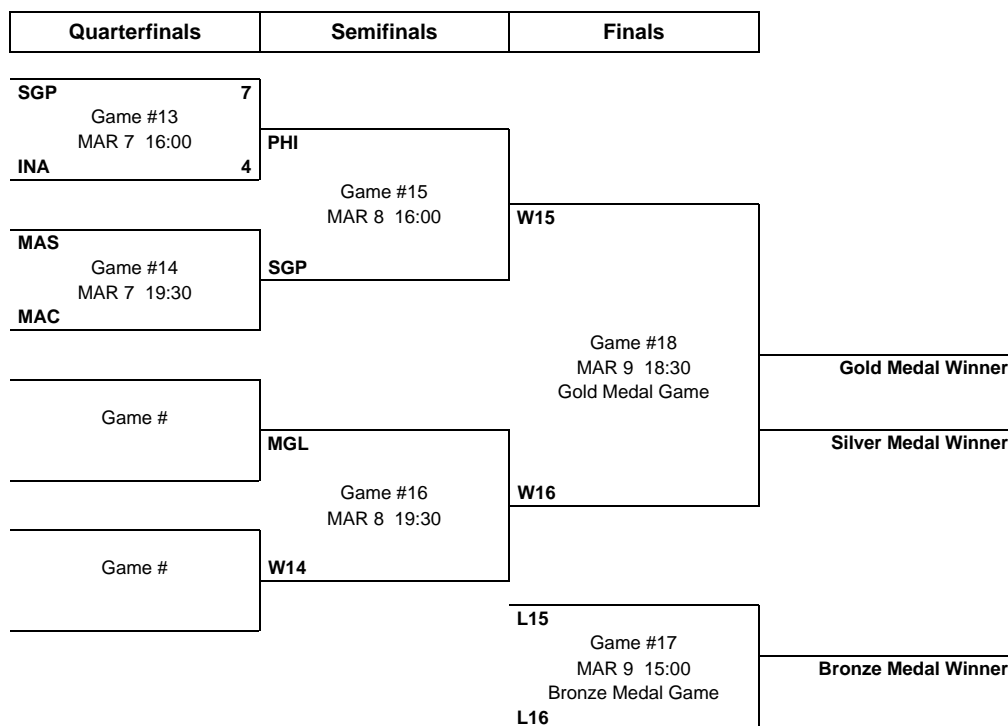 Quarterfinals Semifinals Finals
SGP 7
Game #13
MAR 7 16:00
INA 4
PHI
Game #15
MAR 8 16:00
SGP
W15
MAS
Game #14
MAR 7 19:30
MAC
Game #18
MAR 9 18:30
Gold Medal Game
Gold Medal Winner
Silver Medal Winner
Game #
MGL
Game #16
MAR 8 19:30
W14
W16
Game #
L15
Game #17
MAR 9 15:00
Bronze Medal Game
L16
Bronze Medal Winner